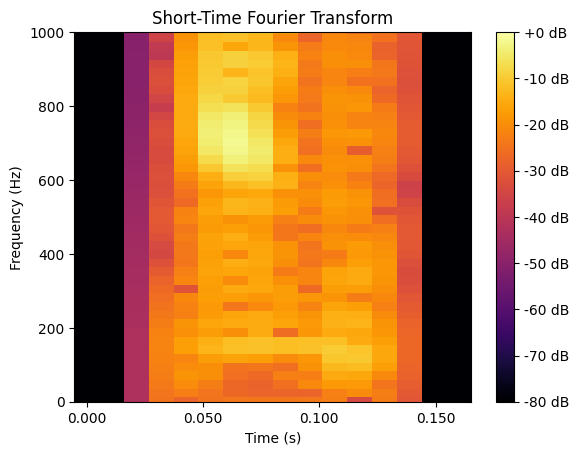 Short-Time Fourier Transform
1000
800
600
400
200
0
Frequency (Hz)
0.000
0.050
0.100
0.150
Time (s)
+0 dB
-10 dB
-20 dB
-30 dB
-40 dB
-50 dB
-60 dB
-70 dB
-80 dB